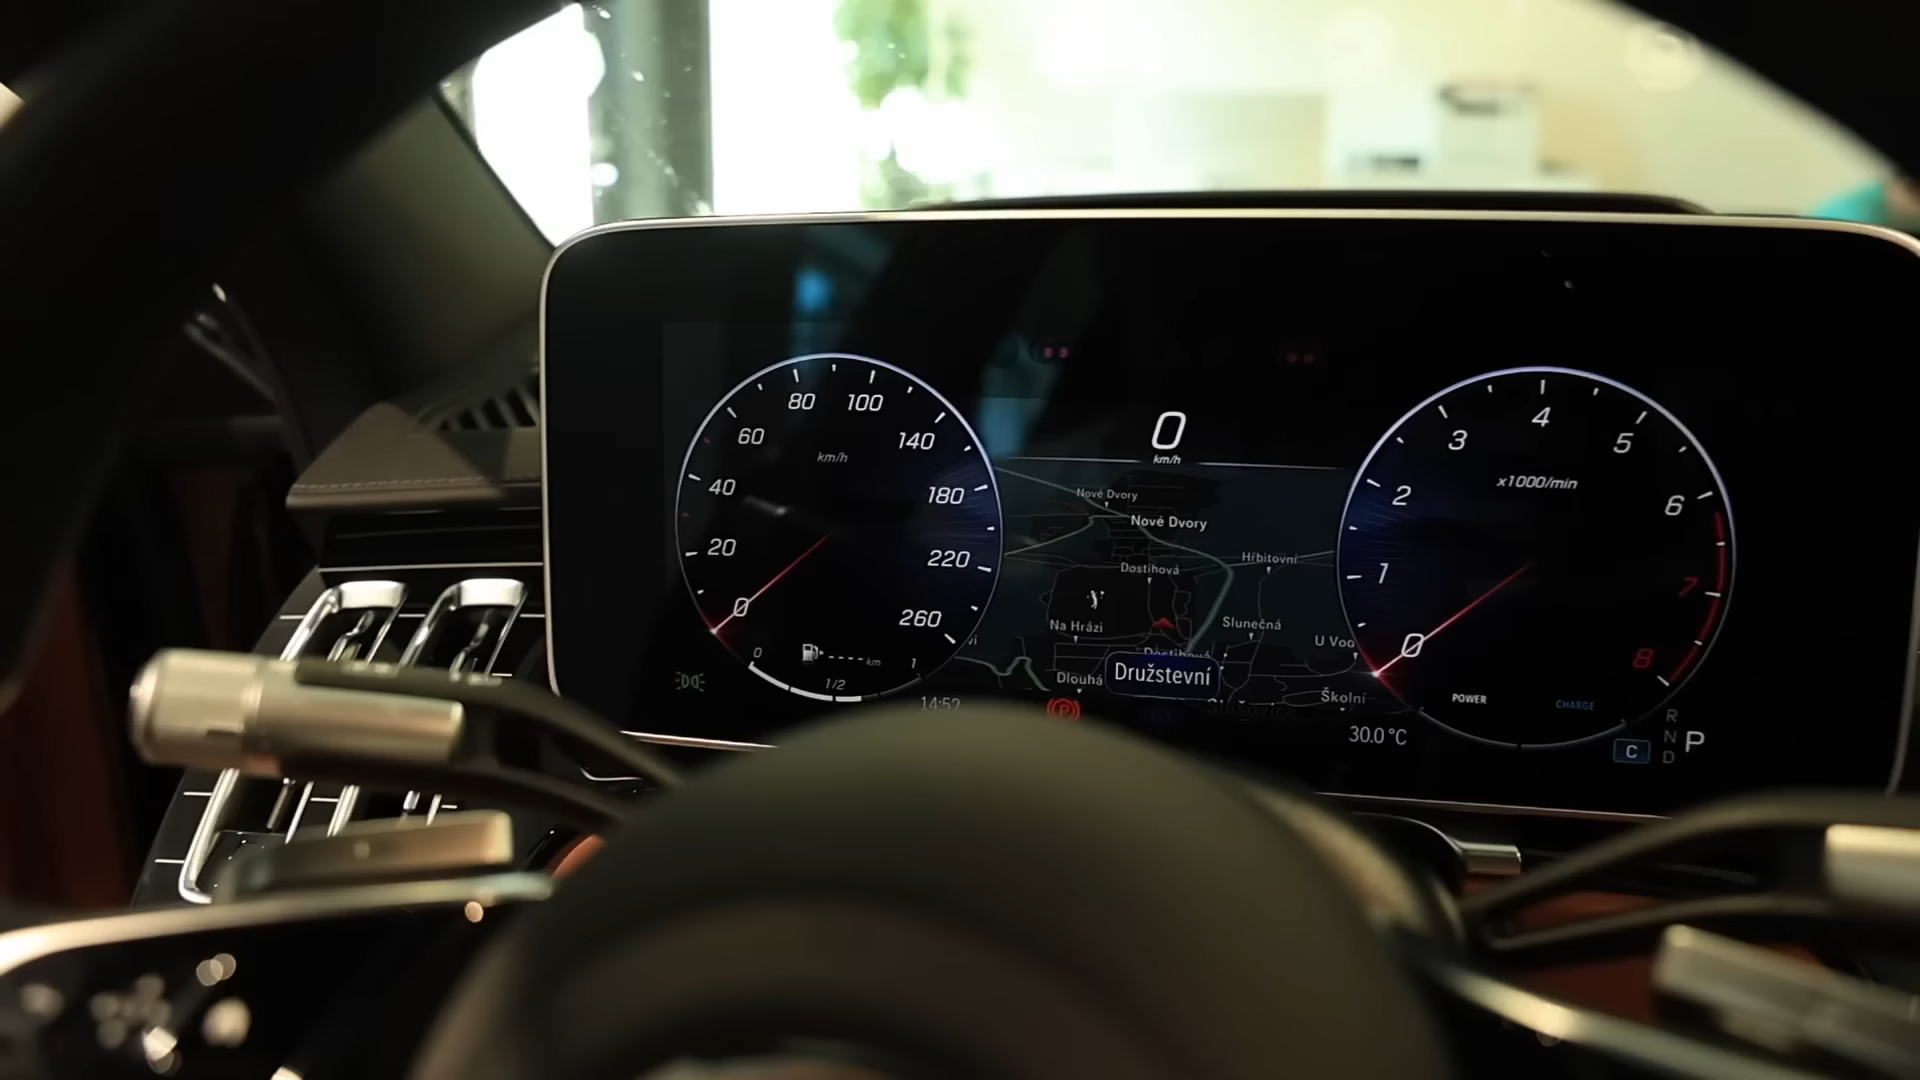 80 100
60 140
km/h
40 180
20 220
0 260
0 km
1/2 1
14:52
0
km/h
Nové Dvory
Nové Dvory
Hřbitovní
Dostihová
Na Hrázi
Slunečná
U Vod
Dostihová
Dlouhá
Družstevní
Školní
P
30.0 °C
4
3 5
x1000/min
2 6
1 7
0 8
POWER CHARGE
R
N P
C D